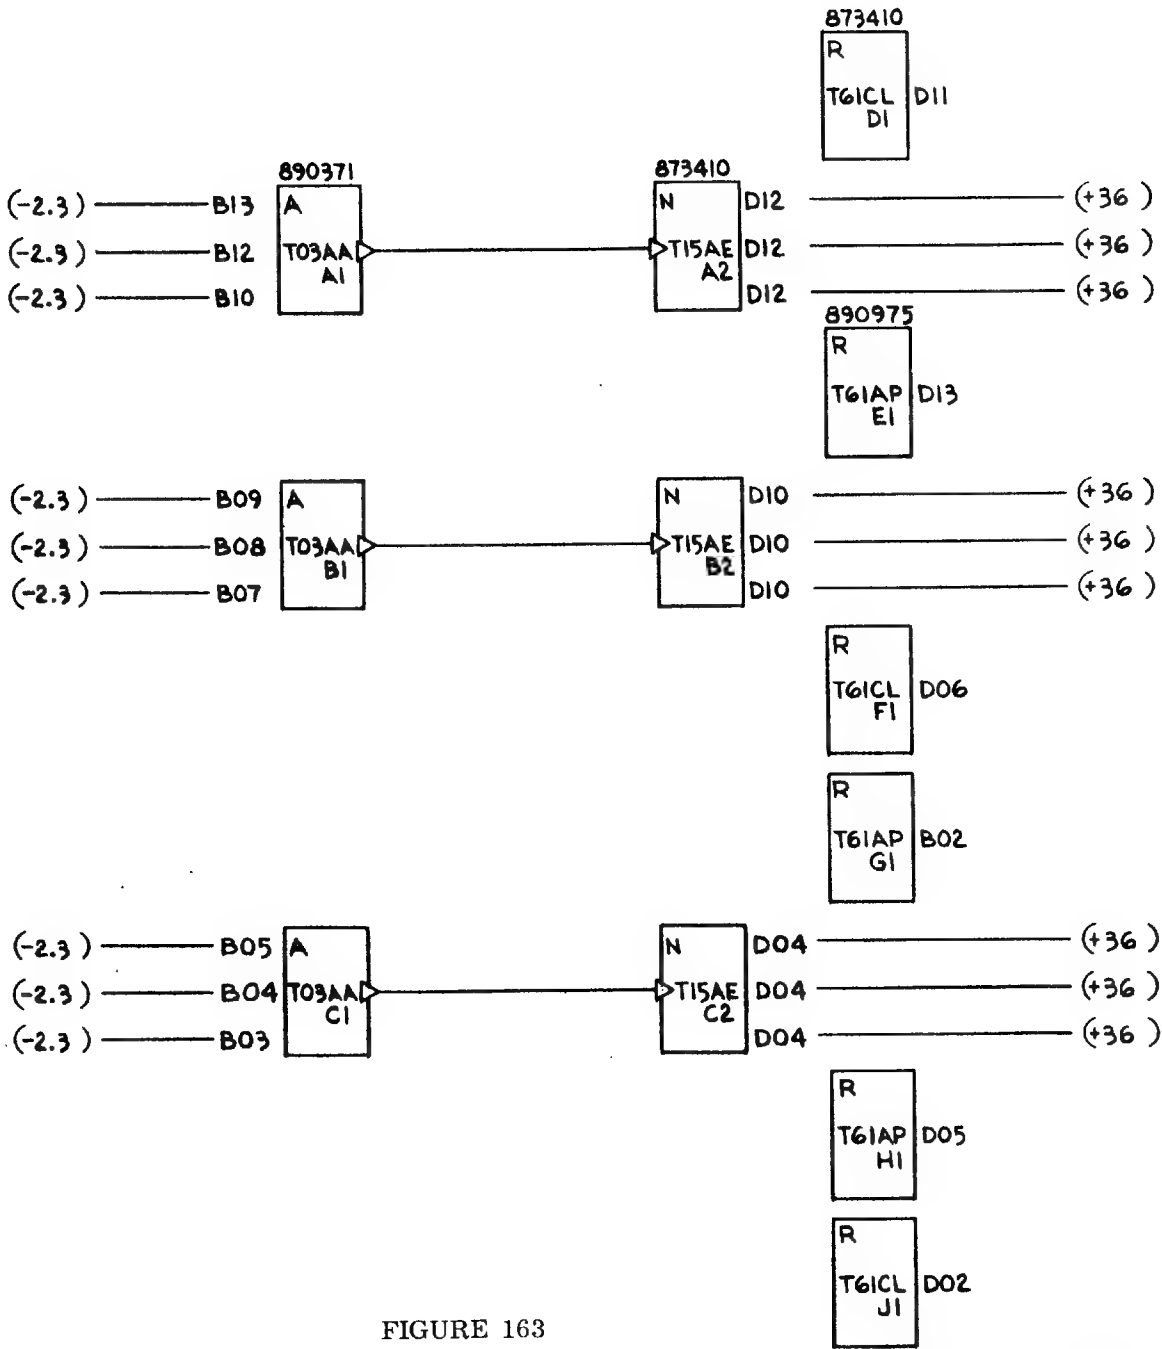 873410
R
T61CL D11
D1
890371
873410
(-2.3) B13 A N D12 (+36)
(-2.3) B12 T03AA T15AE D12 (+36)
A1 A2
(-2.3) B10 D12 (+36)
890975
R
T61AP D13
E1
(-2.3) B09 A N D10 (+36)
(-2.3) B08 T03AA T15AE D10 (+36)
B1 B2
(-2.3) B07 D10 (+36)
R
T61CL D06
F1
R
T61AP B02
G1
(-2.3) B05 A N D04 (+36)
(-2.3) B04 T03AA T15AE D04 (+36)
C1 C2
(-2.3) B03 D04 (+36)
R
T61AP D05
H1
R
T61CL D02
J1
FIGURE 163